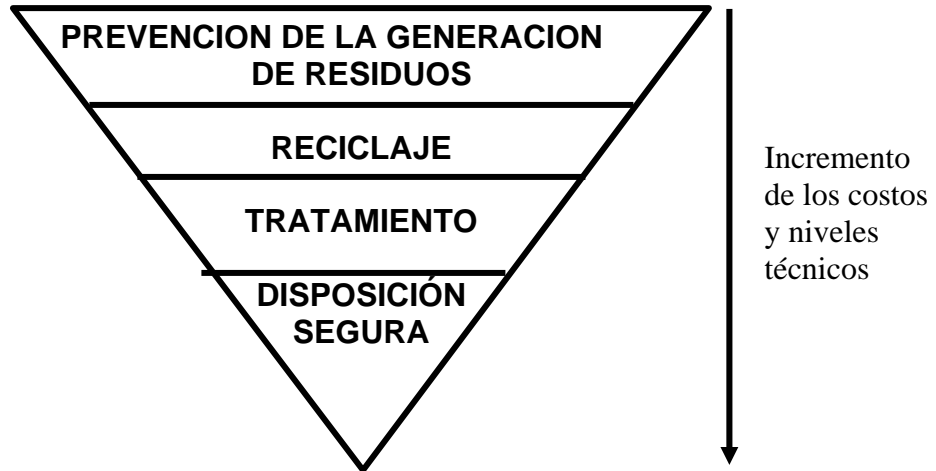 PREVENCION DE LA GENERACION
DE RESIDUOS
RECICLAJE
TRATAMIENTO
DISPOSICIÓN
SEGURA
Incremento
de los costos
y niveles
técnicos